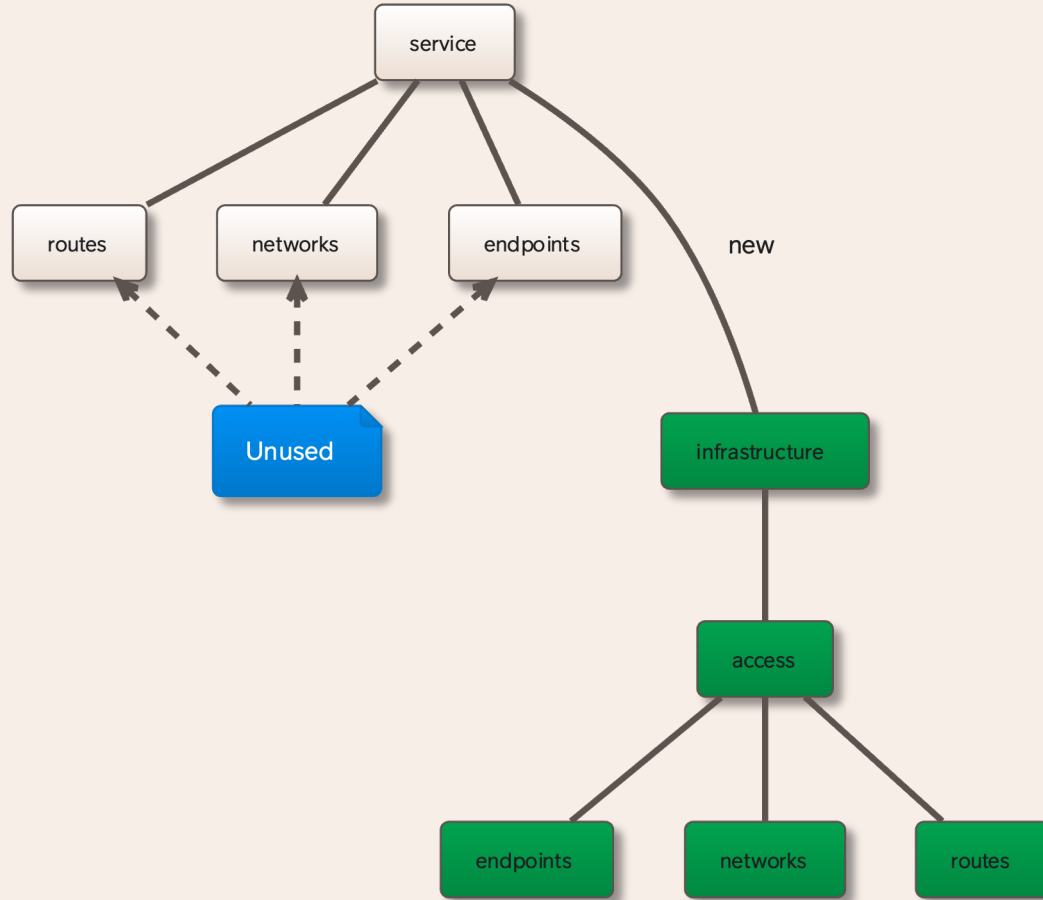 service
routes
networks
endpoints
new
Unused
infrastructure
access
endpoints
networks
routes